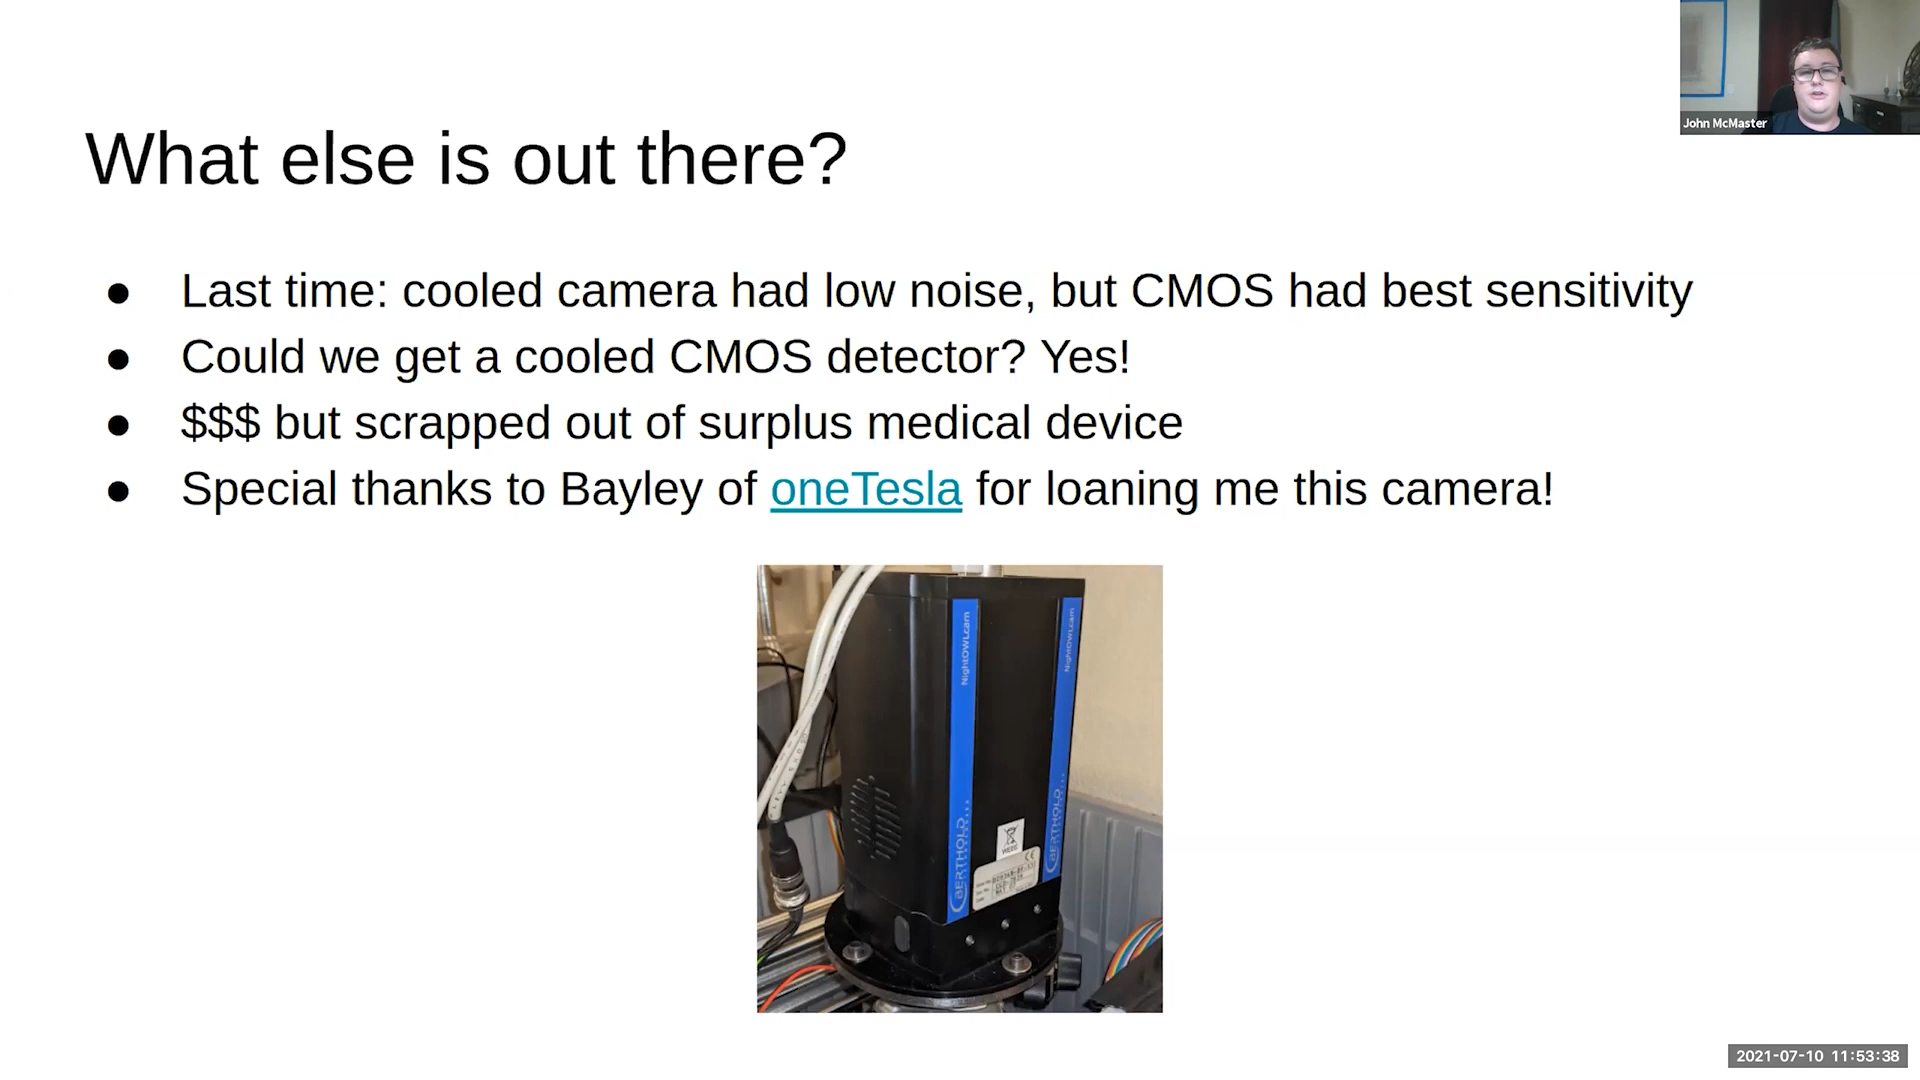 What else is out there?
● Last time: cooled camera had low noise, but CMOS had best sensitivity
● Could we get a cooled CMOS detector? Yes!
● $$$ but scrapped out of surplus medical device
● Special thanks to Bayley of oneTesla for loaning me this camera!
John McMaster
NightOWLcam
NightOWLcam
BERTHOLD
BERTHOLD
WEEE
CE
2021-07-10 11:53:38